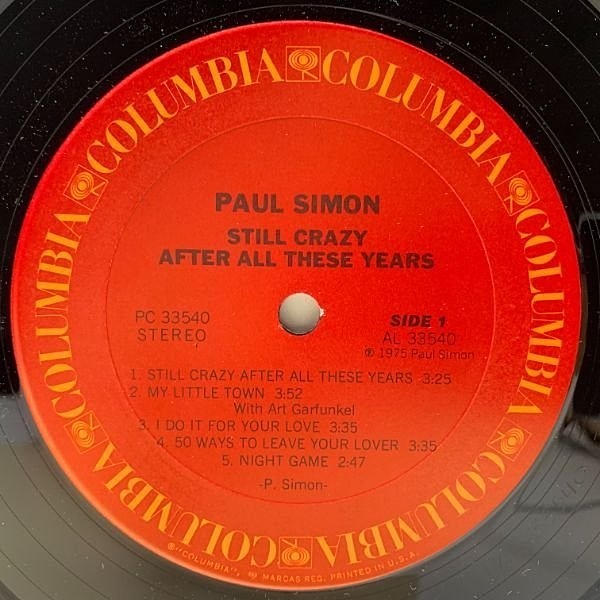 COLUMBIA COLUMBIA COLUMBIA COLUMBIA COLUMBIA COLUMBIA COLUMBIA
PAUL SIMON
STILL CRAZY
AFTER ALL THESE YEARS
PC 33540
STEREO
SIDE 1
AL 33540
℗ 1975 Paul Simon
1. STILL CRAZY AFTER ALL THESE YEARS 3:25
2. MY LITTLE TOWN 3:52
With Art Garfunkel
3. I DO IT FOR YOUR LOVE 3:35
4. 50 WAYS TO LEAVE YOUR LOVER 3:35
5. NIGHT GAME 2:47
-P. Simon-
®"COLUMBIA", MARCAS REG. PRINTED IN U.S.A.